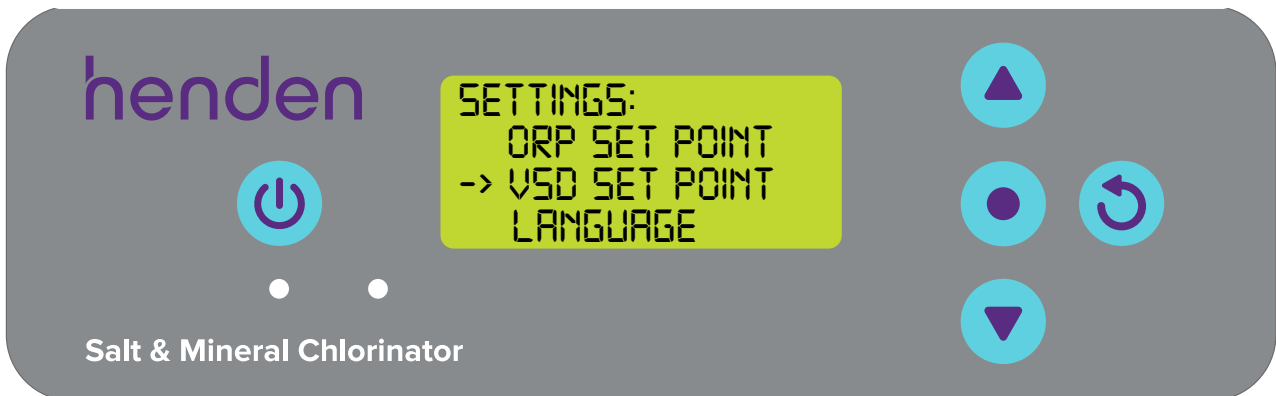 henden
SETTINGS:
ORP SET POINT
-> VSD SET POINT
LANGUAGE
Salt & Mineral Chlorinator